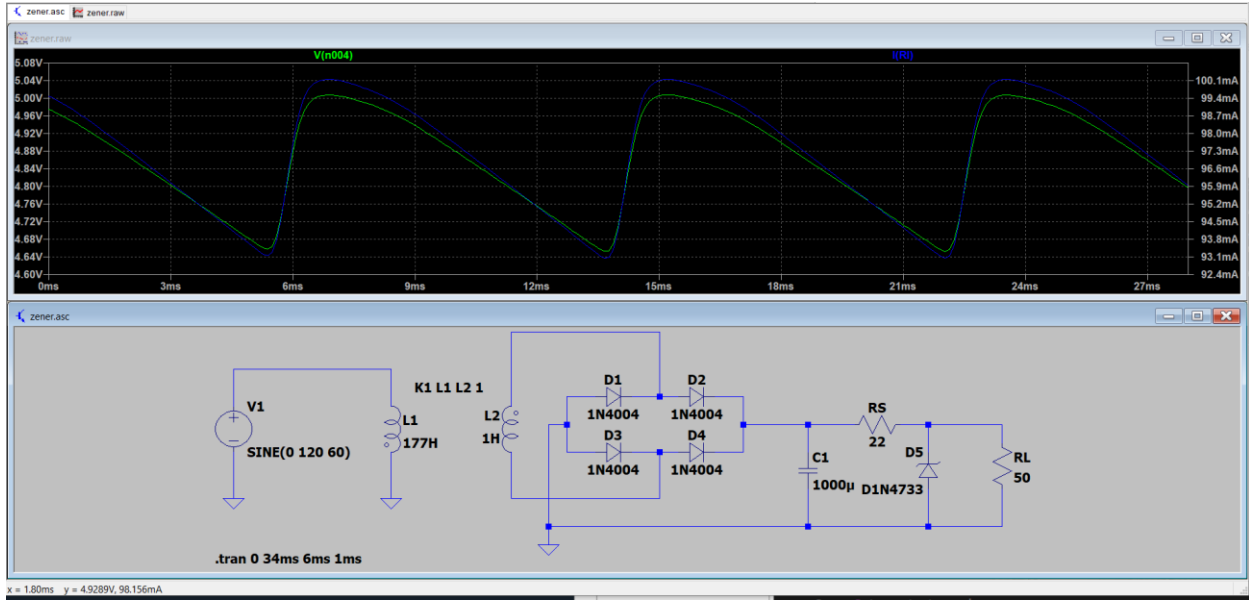 zener.asc zener.raw
zener.raw
V(n004) I(Rl)
5.08V
5.04V 100.1mA
5.00V 99.4mA
4.96V 98.7mA
4.92V 98.0mA
4.88V 97.3mA
4.84V 96.6mA
4.80V 95.9mA
4.76V 95.2mA
4.72V 94.5mA
4.68V 93.8mA
4.64V 93.1mA
4.60V 92.4mA
0ms 3ms 6ms 9ms 12ms 15ms 18ms 21ms 24ms 27ms
zener.asc
K1 L1 L2 1
V1
SINE(0 120 60)
L1
177H
L2
1H
D1
1N4004
D2
1N4004
D3
1N4004
D4
1N4004
C1
1000µ
RS
22
D5
D1N4733
RL
50
.tran 0 34ms 6ms 1ms
x = 1.80ms y = 4.9289V, 98.156mA